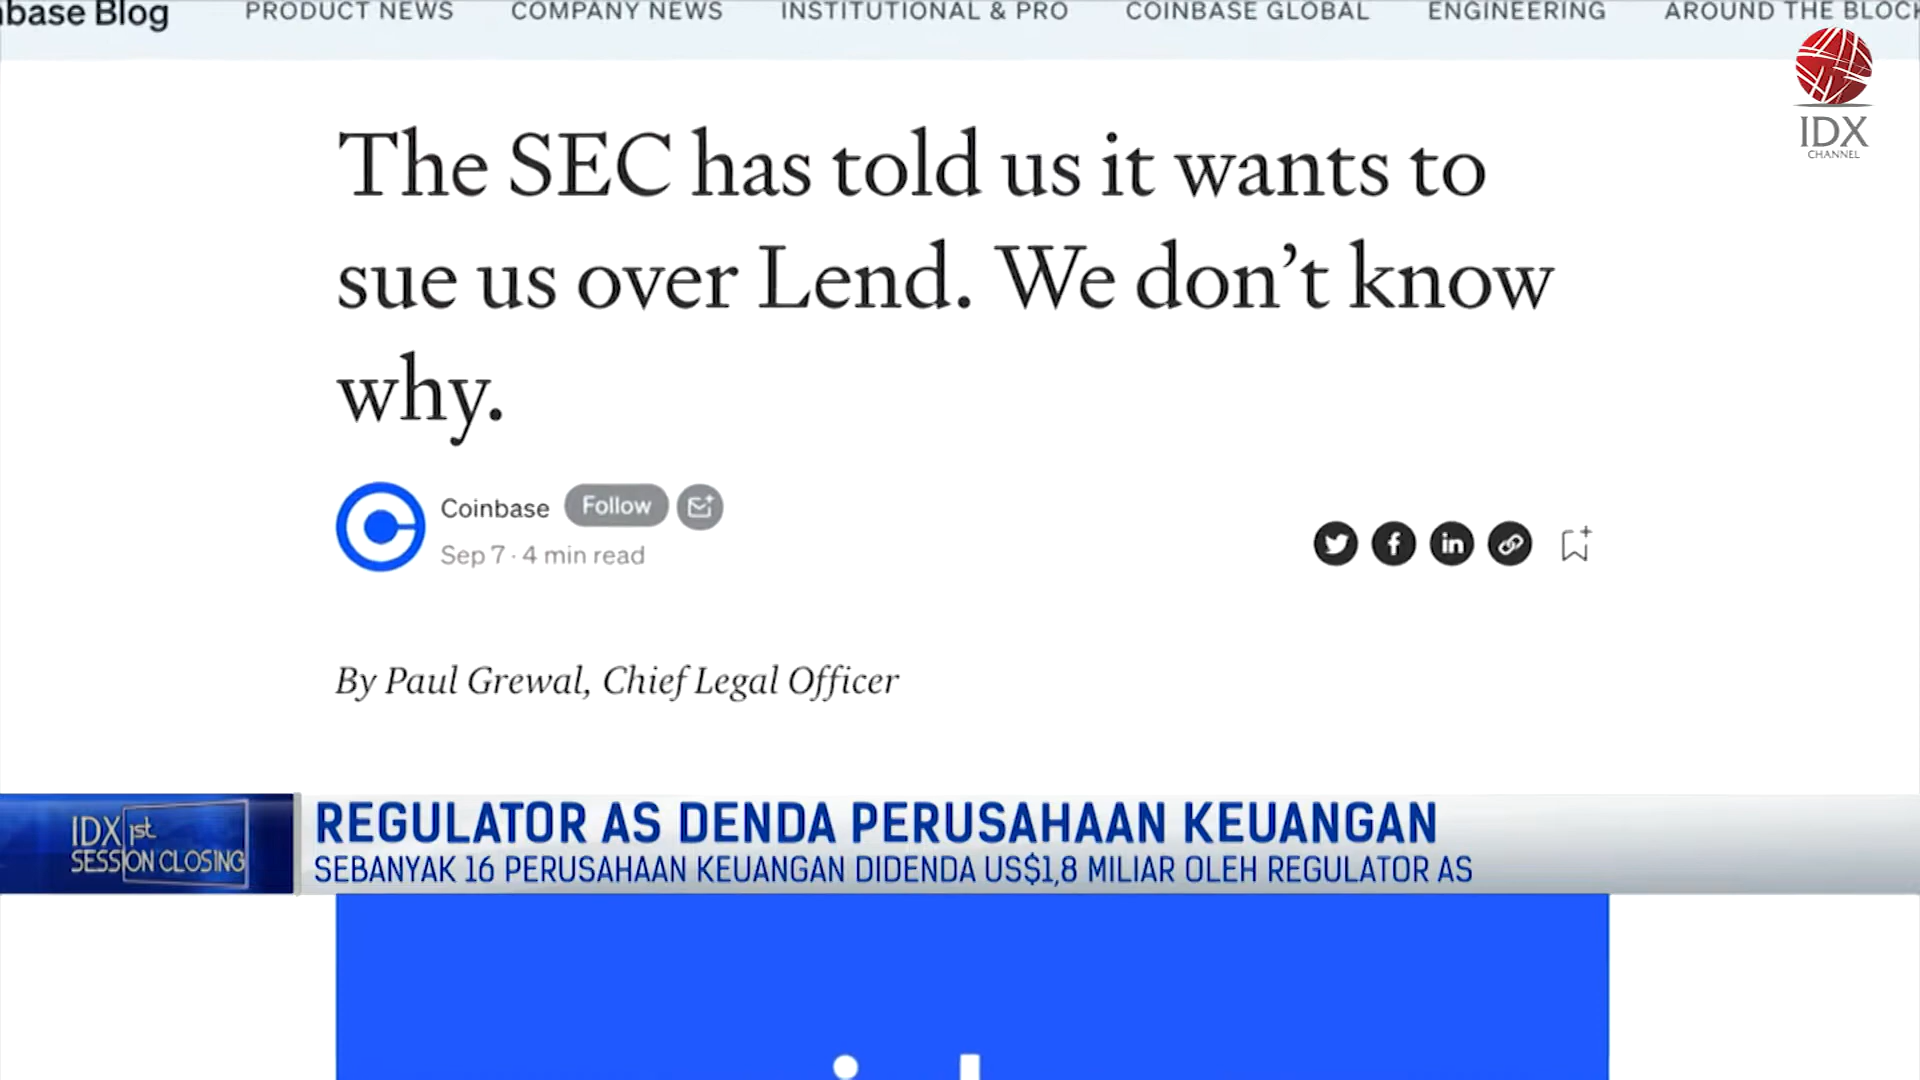 base Blog PRODUCT NEWS COMPANY NEWS INSTITUTIONAL & PRO COINBASE GLOBAL ENGINEERING AROUND THE BLOCK
IDX
CHANNEL
The SEC has told us it wants to
sue us over Lend. We don’t know
why.
Coinbase Follow
Sep 7 · 4 min read
By Paul Grewal, Chief Legal Officer
IDX 1st
SESSION CLOSING
REGULATOR AS DENDA PERUSAHAAN KEUANGAN
SEBANYAK 16 PERUSAHAAN KEUANGAN DIDENDA US$1,8 MILIAR OLEH REGULATOR AS